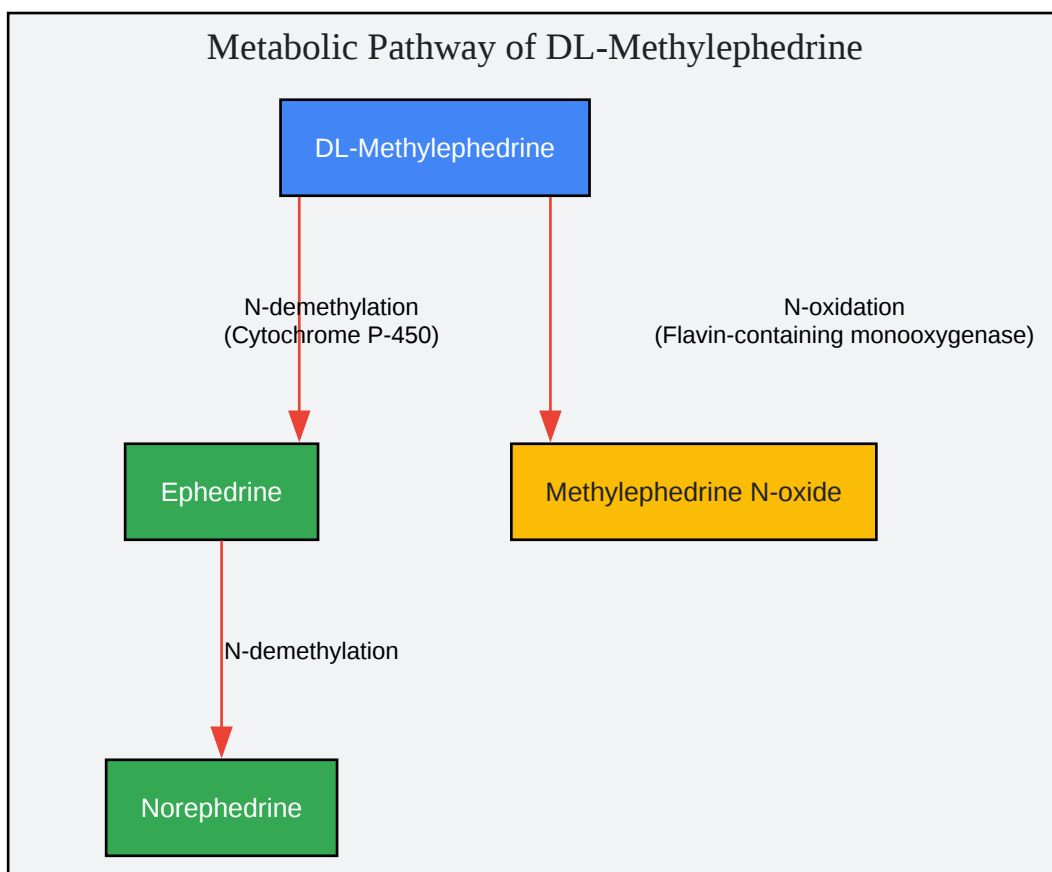 Metabolic Pathway of DL-Methylephedrine
DL-Methylephedrine
N-demethylation
(Cytochrome P-450)
N-oxidation
(Flavin-containing monooxygenase)
Ephedrine
Methylephedrine N-oxide
N-demethylation
Norephedrine